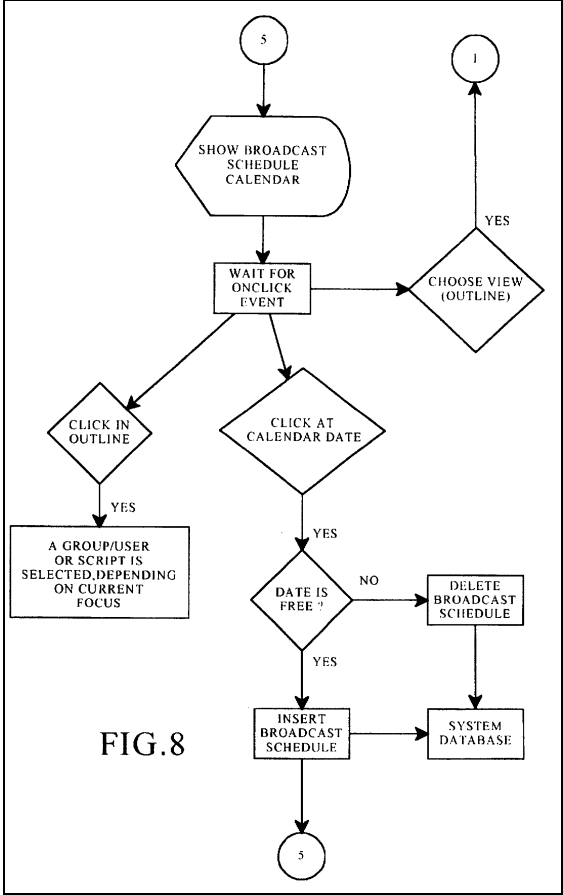 5
1
SHOW BROADCAST
SCHEDULE
CALENDAR
YES
WAIT FOR
ONCLICK
EVENT
CHOOSE VIEW
(OUTLINE)
CLICK IN
OUTLINE
CLICK AT
CALENDAR DATE
YES
YES
A GROUP/USER
OR SCRIPT IS
SELECTED,DEPENDING
ON CURRENT
FOCUS
DATE IS
FREE ?
NO
DELETE
BROADCAST
SCHEDULE
YES
INSERT
BROADCAST
SCHEDULE
SYSTEM
DATABASE
FIG.8
5